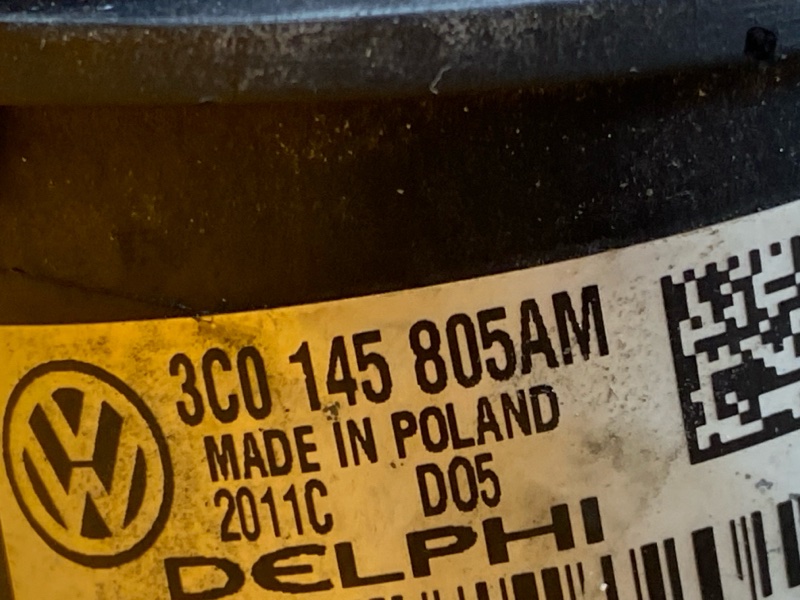 3C0 145 805AM
MADE IN POLAND
2011C D05
DELPHI